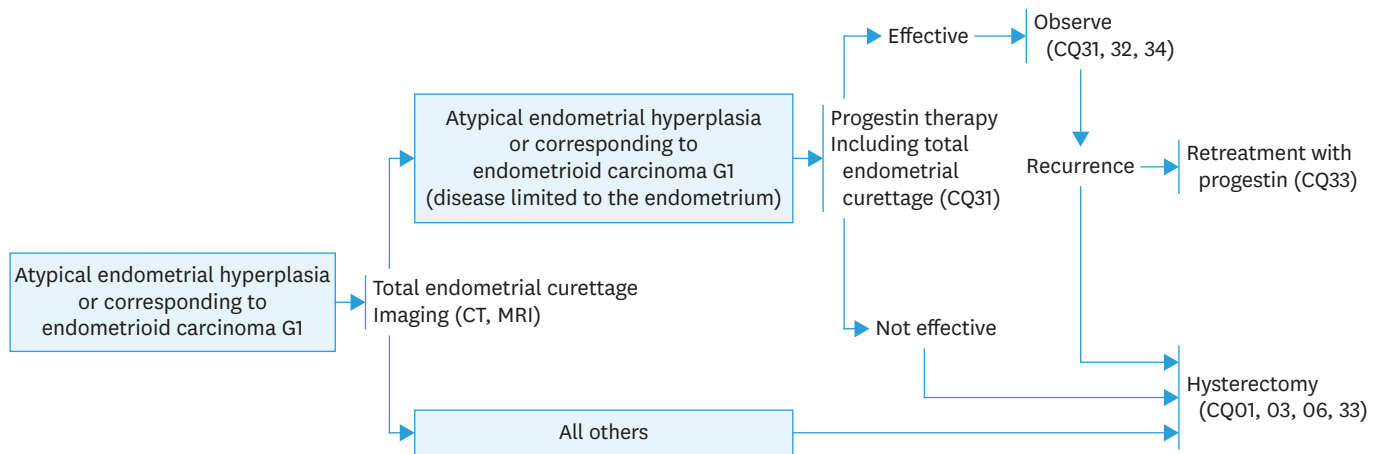 Atypical endometrial hyperplasia
or corresponding to
endometrioid carcinoma G1
Total endometrial curettage
Imaging (CT, MRI)
Atypical endometrial hyperplasia
or corresponding to
endometrioid carcinoma G1
(disease limited to the endometrium)
All others
Progestin therapy
Including total
endometrial
curettage (CQ31)
Effective
Not effective
Observe
(CQ31, 32, 34)
Recurrence
Retreatment with
progestin (CQ33)
Hysterectomy
(CQ01, 03, 06, 33)